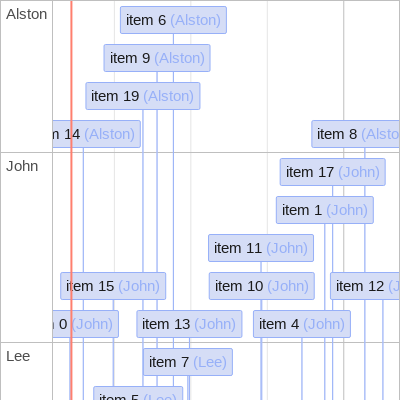 Alston
item 6 (Alston)
item 9 (Alston)
item 19 (Alston)
14 (Alston)
item 8 (Alsto
John
item 17 (John)
item 1 (John)
item 11 (John)
item 15 (John)
item 10 (John)
item 12 (J
0 (John)
item 13 (John)
item 4 (John)
Lee
item 7 (Lee)
item 5 (Lee)